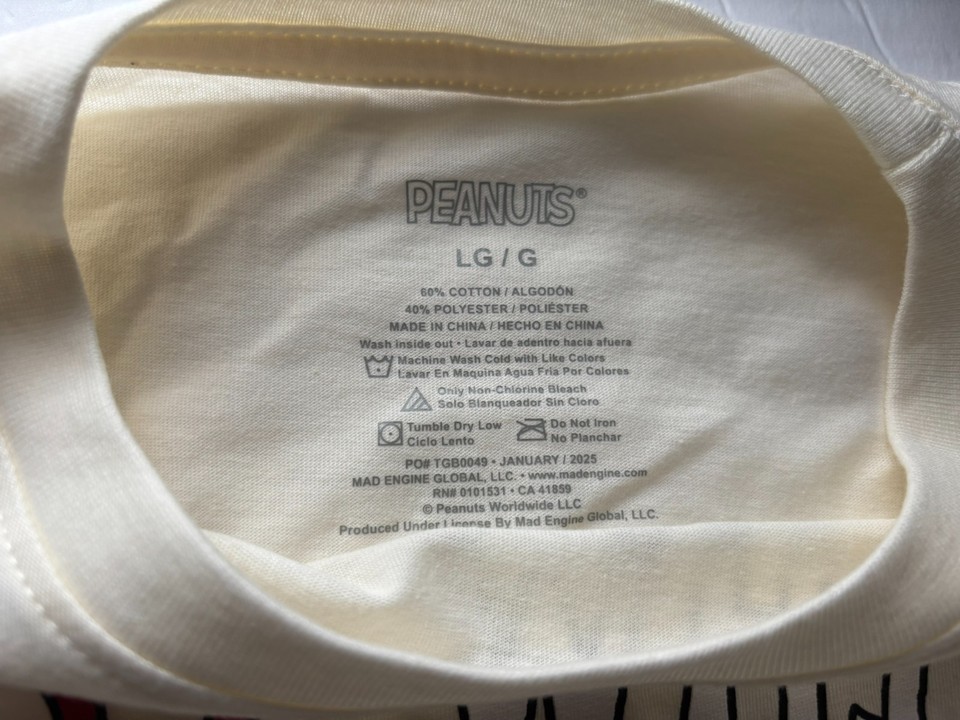 PEANUTS®
LG / G
60% COTTON / ALGODÓN
40% POLYESTER / POLIÉSTER
MADE IN CHINA / HECHO EN CHINA
Wash inside out • Lavar de adentro hacia afuera
Machine Wash Cold with Like Colors
Lavar En Maquina Agua Fria Por Colores
Only Non-Chlorine Bleach
Solo Blanqueador Sin Cloro
Tumble Dry Low
Ciclo Lento
Do Not Iron
No Planchar
PO# TGB0049 • JANUARY / 2025
MAD ENGINE GLOBAL, LLC. • www.madengine.com
RN# 0101531 • CA 41859
© Peanuts Worldwide LLC
Produced Under License By Mad Engine Global, LLC.